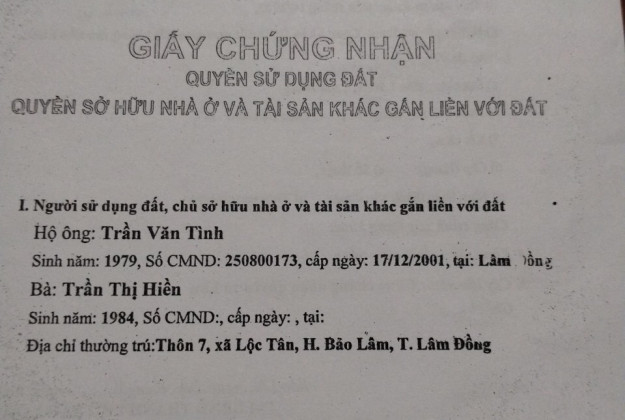 GIẤY CHỨNG NHẬN
QUYỀN SỬ DỤNG ĐẤT
QUYỀN SỞ HỮU NHÀ Ở VÀ TÀI SẢN KHÁC GẮN LIỀN VỚI ĐẤT
I. Người sử dụng đất, chủ sở hữu nhà ở và tài sản khác gắn liền với đất
Hộ ông: Trần Văn Tình
Sinh năm: 1979, Số CMND: 250800173, cấp ngày: 17/12/2001, tại: Lâm Đồng
Bà: Trần Thị Hiền
Sinh năm: 1984, Số CMND:, cấp ngày: , tại:
Địa chỉ thường trú:Thôn 7, xã Lộc Tân, H. Bảo Lâm, T. Lâm Đồng